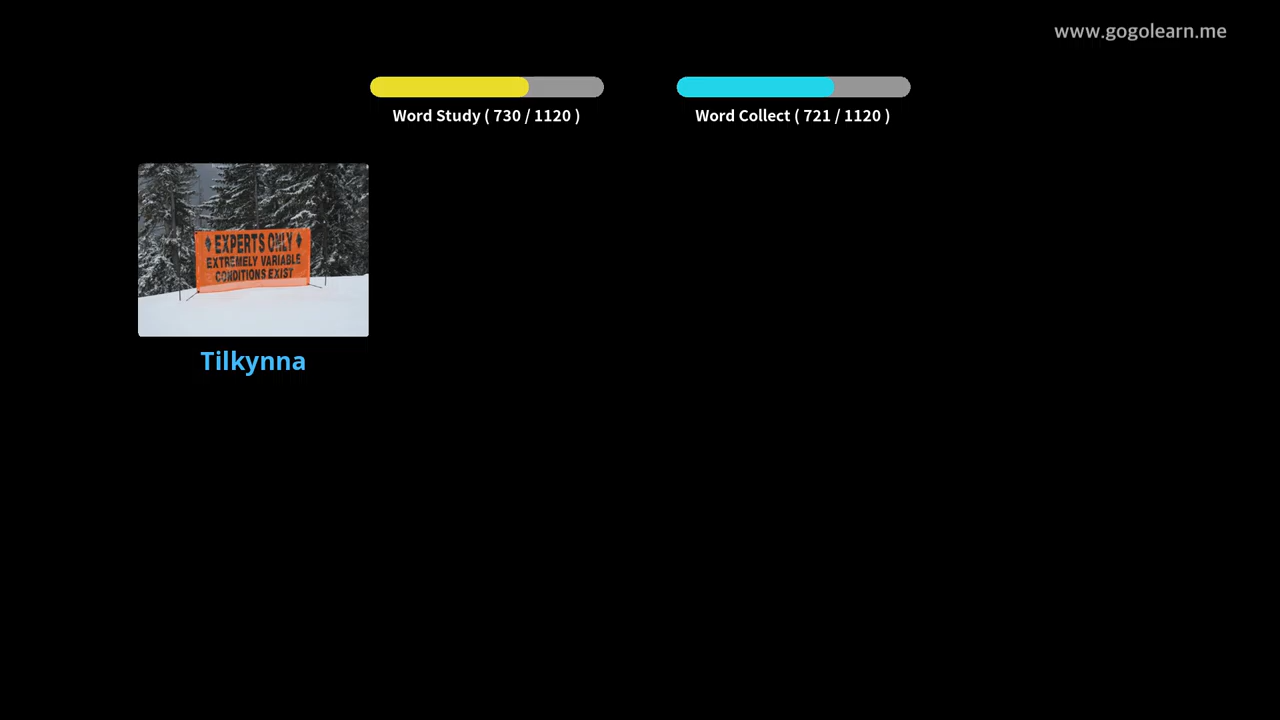 www.gogolearn.me
Word Study ( 730 / 1120 )
Word Collect ( 721 / 1120 )
EXPERTS ONLY
EXTREMELY VARIABLE
CONDITIONS EXIST
Tilkynna